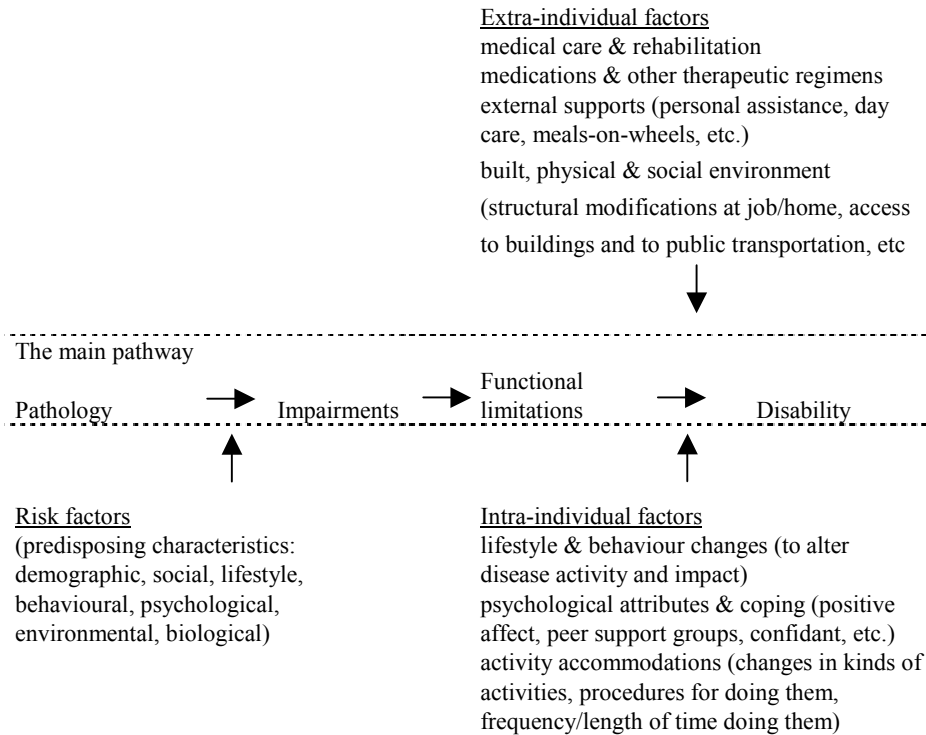 Extra-individual factors
medical care & rehabilitation
medications & other therapeutic regimens
external supports (personal assistance, day
care, meals-on-wheels, etc.)
built, physical & social environment
(structural modifications at job/home, access
to buildings and to public transportation, etc
The main pathway
Pathology
Impairments
Functional
limitations
Disability
Risk factors
(predisposing characteristics:
demographic, social, lifestyle,
behavioural, psychological,
environmental, biological)
Intra-individual factors
lifestyle & behaviour changes (to alter
disease activity and impact)
psychological attributes & coping (positive
affect, peer support groups, confidant, etc.)
activity accommodations (changes in kinds of
activities, procedures for doing them,
frequency/length of time doing them)